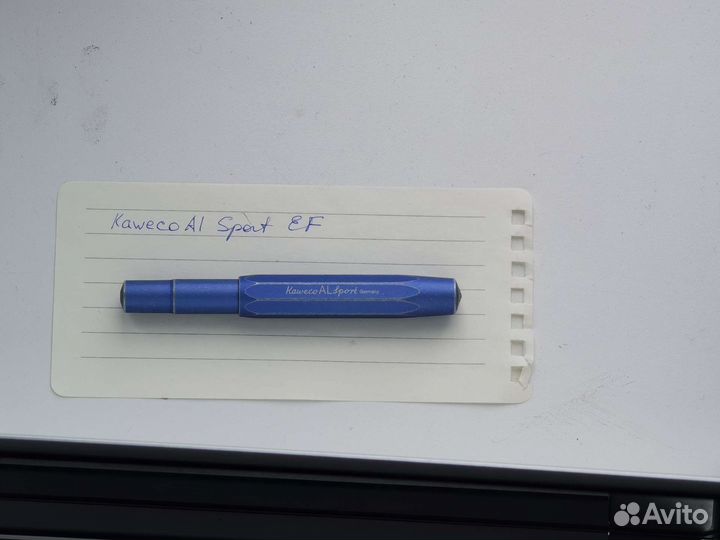 Kaweco Al Sport EF
Kaweco AL Sport Germany
Avito